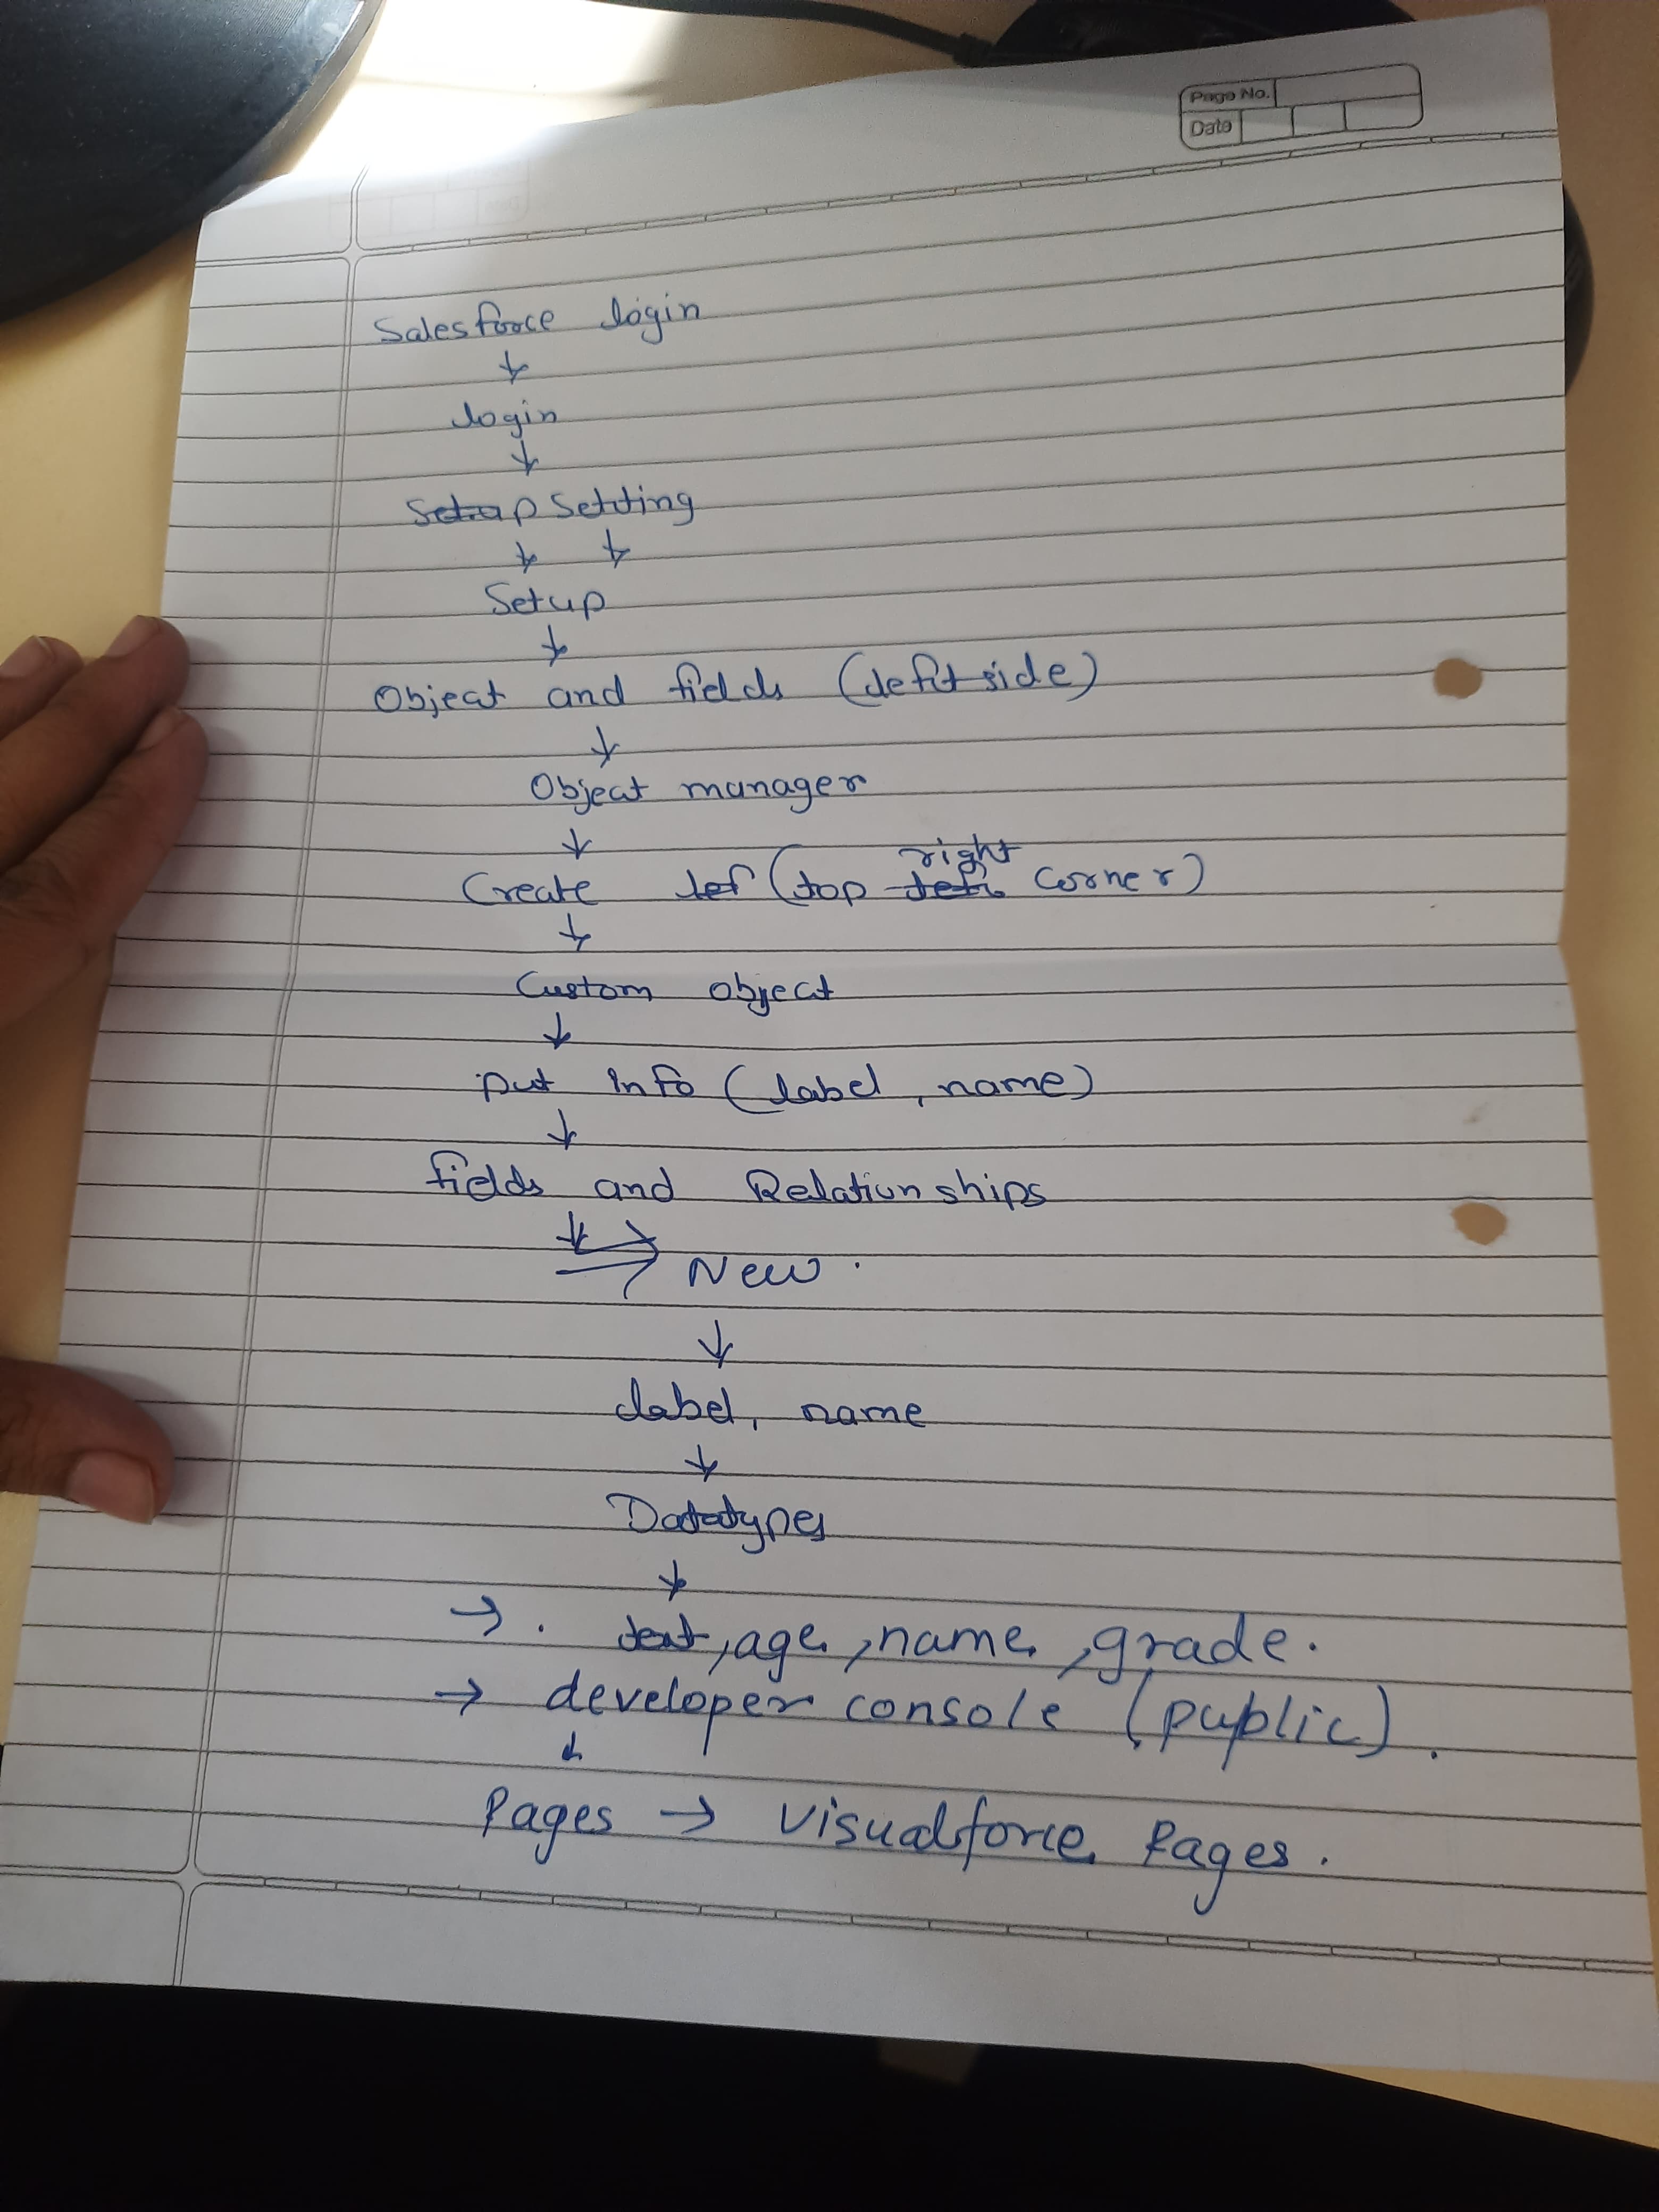 Page No.
Date
Salesforce login
↓
login
↓
Setup Setting
↓ ↓
Setup
↓
Object and fields (left side)
↓
Object manager
↓
right
Create lef (top left corner)
↓
Custom object
↓
put info (label, name)
↓
fields and Relationships
↓ → New.
↓
label, name
↓
Datatypes
↓
→ . text, age, name, grade.
→ developer console (public).
↓
Pages → visualforce Pages.